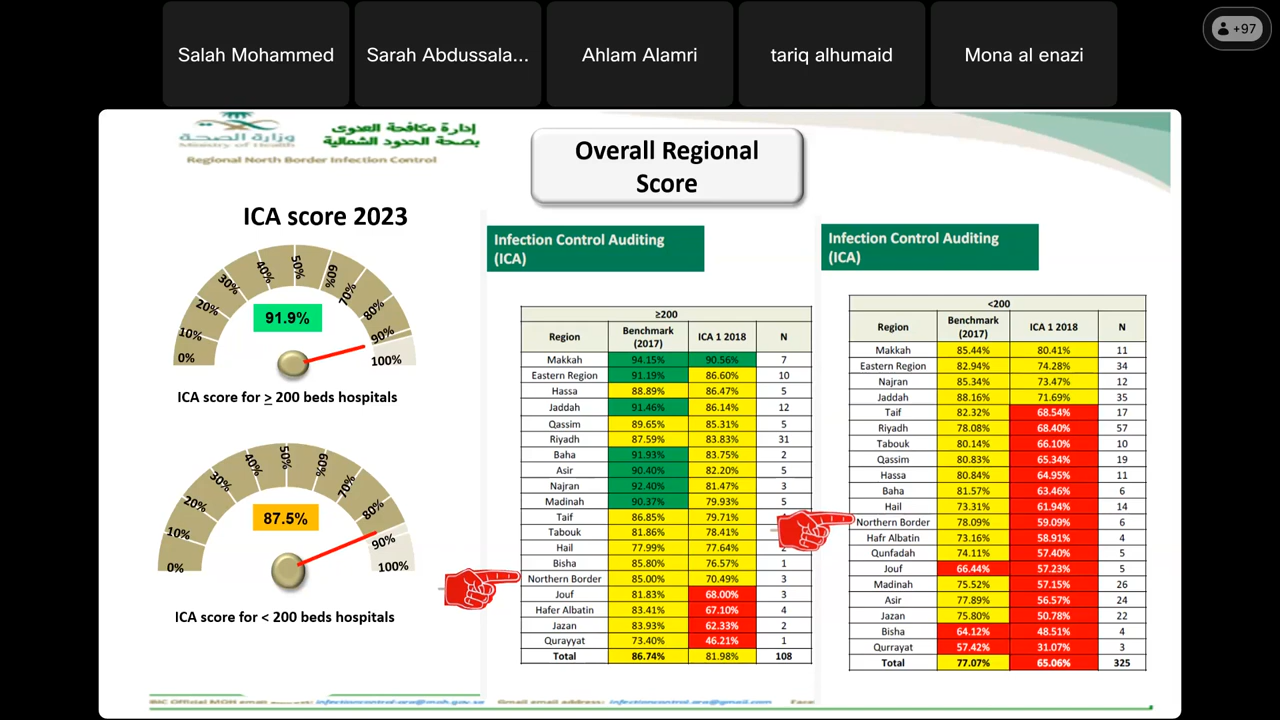 Salah Mohammed
Sarah Abdussala...
Ahlam Alamri
tariq alhumaid
Mona al enazi
+97
وزارة الصحة
Ministry of Health
إدارة مكافحة العدوى
بصحة الحدود الشمالية
Regional North Border Infection Control
Overall Regional
Score
ICA score 2023
0% 10% 20% 30% 40% 50% 60% 70% 80% 90% 100%
91.9%
ICA score for ≥ 200 beds hospitals
0% 10% 20% 30% 40% 50% 60% 70% 80% 90% 100%
87.5%
ICA score for < 200 beds hospitals
Infection Control Auditing
(ICA)
≥200
Region Benchmark (2017) ICA 1 2018 N
Makkah 94.15% 90.56% 7
Eastern Region 91.19% 86.60% 10
Hassa 88.89% 86.47% 5
Jaddah 91.46% 86.14% 12
Qassim 89.65% 85.31% 5
Riyadh 87.59% 83.83% 31
Baha 91.93% 83.75% 2
Asir 90.40% 82.20% 5
Najran 92.40% 81.47% 3
Madinah 90.37% 79.93% 5
Taif 86.85% 79.71%
Tabouk 81.86% 78.41%
Hail 77.99% 77.64% 2
Bisha 85.80% 76.57% 1
Northern Border 85.00% 70.49% 3
Jouf 81.83% 68.00% 3
Hafer Albatin 83.41% 67.10% 4
Jazan 83.93% 62.33% 2
Qurayyat 73.40% 46.21% 1
Total 86.74% 81.98% 108
Infection Control Auditing
(ICA)
<200
Region Benchmark (2017) ICA 1 2018 N
Makkah 85.44% 80.41% 11
Eastern Region 82.94% 74.28% 34
Najran 85.34% 73.47% 12
Jaddah 88.16% 71.69% 35
Taif 82.32% 68.54% 17
Riyadh 78.08% 68.40% 57
Tabouk 80.14% 66.10% 10
Qassim 80.83% 65.34% 19
Hassa 80.84% 64.95% 11
Baha 81.57% 63.46% 6
Hail 73.31% 61.94% 14
Northern Border 78.09% 59.09% 6
Hafr Albatin 73.16% 58.91% 4
Qunfadah 74.11% 57.40% 5
Jouf 66.44% 57.23% 5
Madinah 75.52% 57.15% 26
Asir 77.89% 56.57% 24
Jazan 75.80% 50.78% 22
Bisha 64.12% 48.51% 4
Qurrayat 57.42% 31.07% 3
Total 77.07% 65.06% 325
Official MOH email infectioncontrol-ara@moh.gov.sa Gmail email address: infectioncontrol.ara@gmail.com